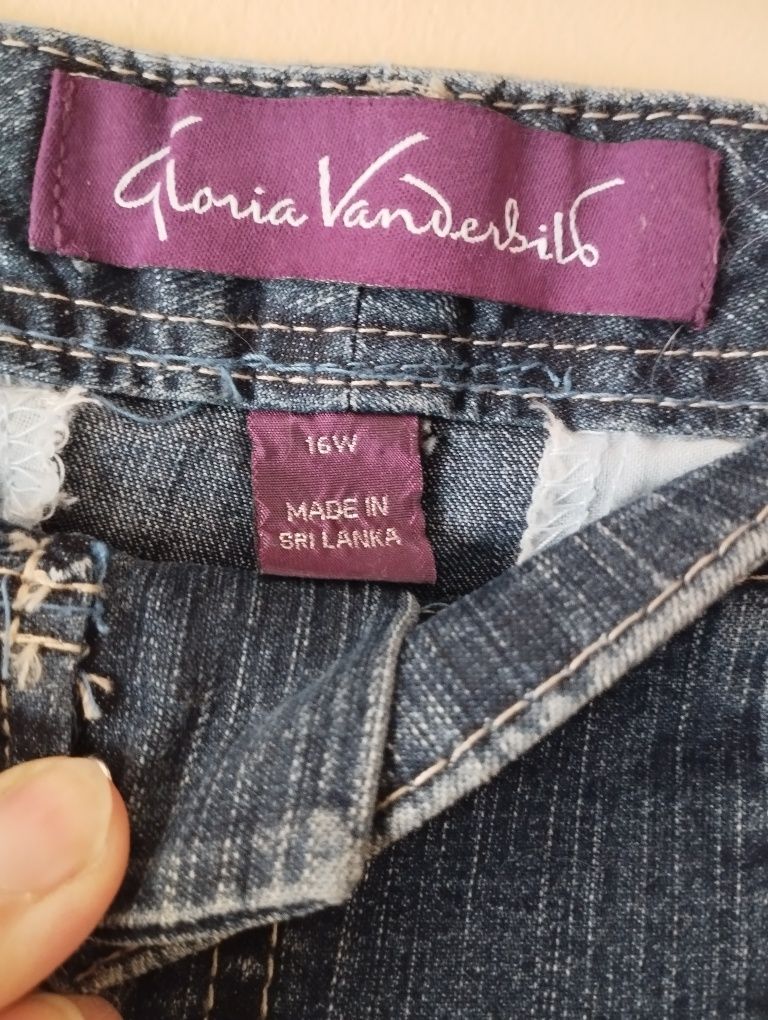 Gloria Vanderbilt
16W
MADE IN
SRI LANKA